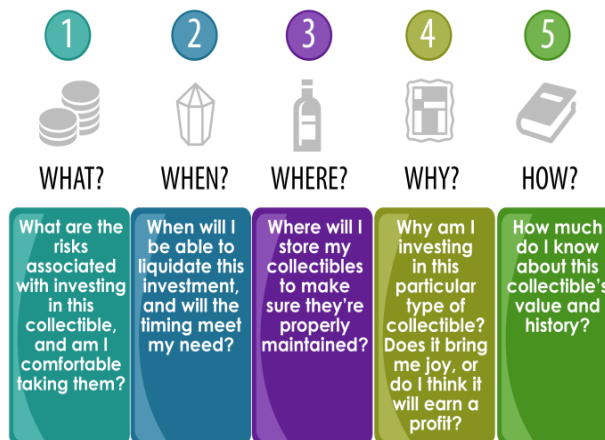 1
2
3
4
5
WHAT?
WHEN?
WHERE?
WHY?
HOW?
What are the
risks
associated
with investing
in this
collectible,
and am I
comfortable
taking them?
When will I
be able to
liquidate this
investment,
and will the
timing meet
my need?
Where will I
store my
collectibles
to make
sure they're
properly
maintained?
Why am I
investing
in this
particular
type of
collectible?
Does it bring
me joy, or
do I think it
will earn a
profit?
How much
do I know
about this
collectible's
value and
history?